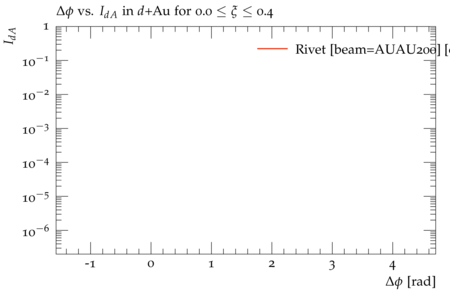 Δϕ vs. I_dA in d+Au for 0.0 ≤ ξ ≤ 0.4
I_dA
1
Rivet [beam=AUAU200] [
10⁻¹
10⁻²
10⁻³
10⁻⁴
10⁻⁵
10⁻⁶
-1 0 1 2 3 4
Δϕ [rad]